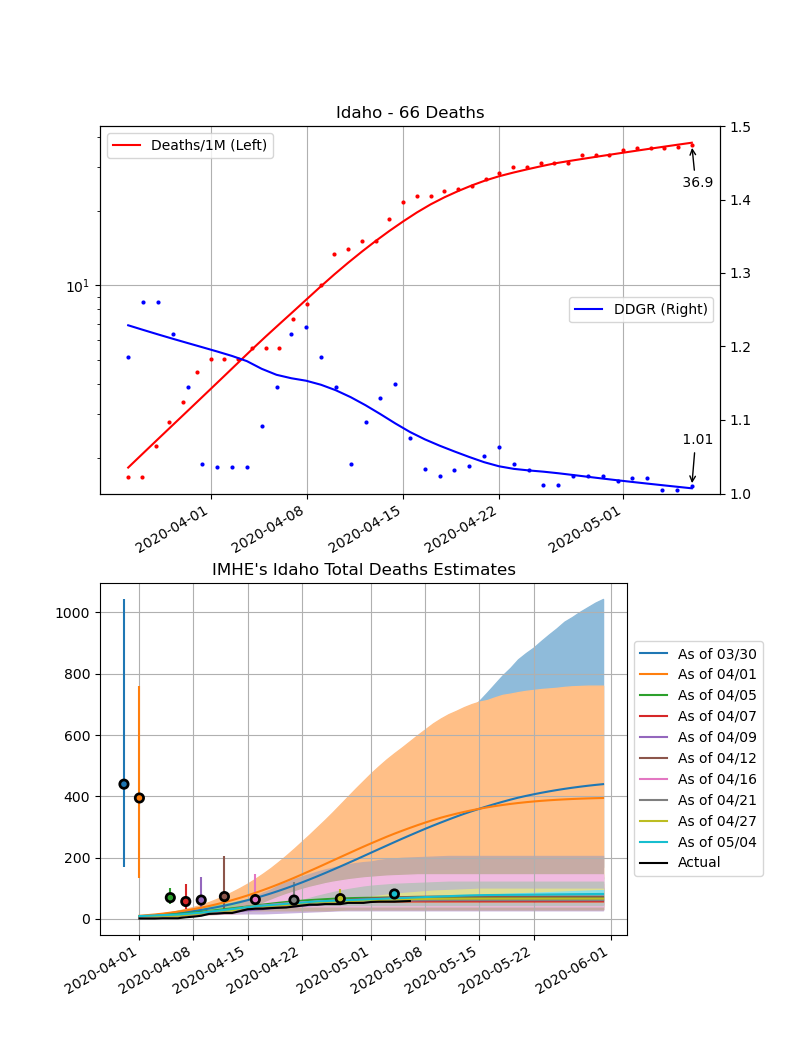 Idaho - 66 Deaths
Deaths/1M (Left)
DDGR (Right)
36.9
1.01
10^1
1.5
1.4
1.3
1.2
1.1
1.0
2020-04-01
2020-04-08
2020-04-15
2020-04-22
2020-05-01
IMHE's Idaho Total Deaths Estimates
1000
800
600
400
200
0
2020-04-01
2020-04-08
2020-04-15
2020-04-22
2020-05-01
2020-05-08
2020-05-15
2020-05-22
2020-06-01
As of 03/30
As of 04/01
As of 04/05
As of 04/07
As of 04/09
As of 04/12
As of 04/16
As of 04/21
As of 04/27
As of 05/04
Actual